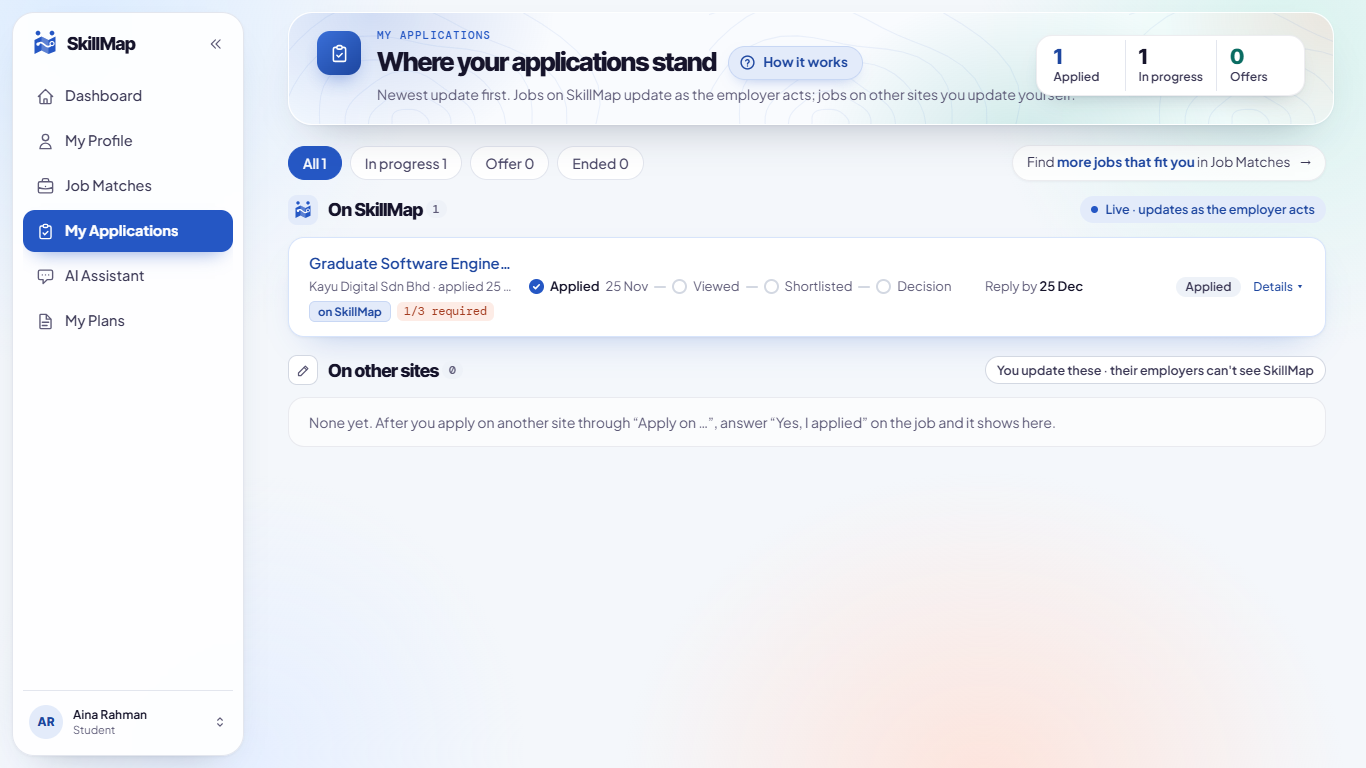 SkillMap
Dashboard
My Profile
Job Matches
My Applications
AI Assistant
My Plans
AR
Aina Rahman
Student
MY APPLICATIONS
Where your applications stand
How it works
Newest update first. Jobs on SkillMap update as the employer acts; jobs on other sites you update yourself.
1
Applied
1
In progress
0
Offers
All 1
In progress 1
Offer 0
Ended 0
Find more jobs that fit you in Job Matches →
On SkillMap 1
Live · updates as the employer acts
Graduate Software Engine…
Kayu Digital Sdn Bhd · applied 25 …
on SkillMap
1/3 required
Applied 25 Nov
Viewed
Shortlisted
Decision
Reply by 25 Dec
Applied
Details
On other sites 0
You update these · their employers can't see SkillMap
None yet. After you apply on another site through “Apply on …”, answer “Yes, I applied” on the job and it shows here.